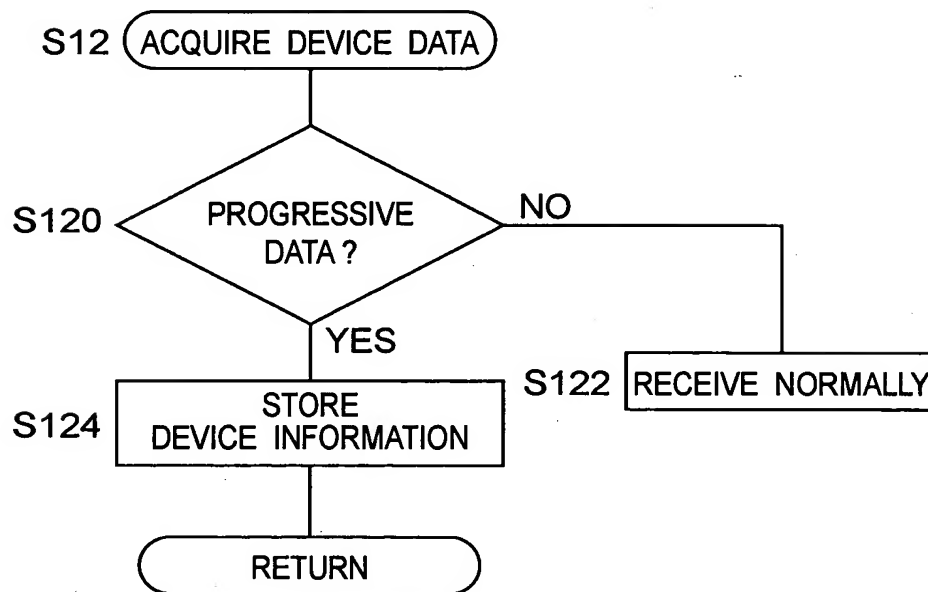 S12 ACQUIRE DEVICE DATA
S120
PROGRESSIVE
DATA ?
NO
YES
S122 RECEIVE NORMALLY
S124
STORE
DEVICE INFORMATION
RETURN